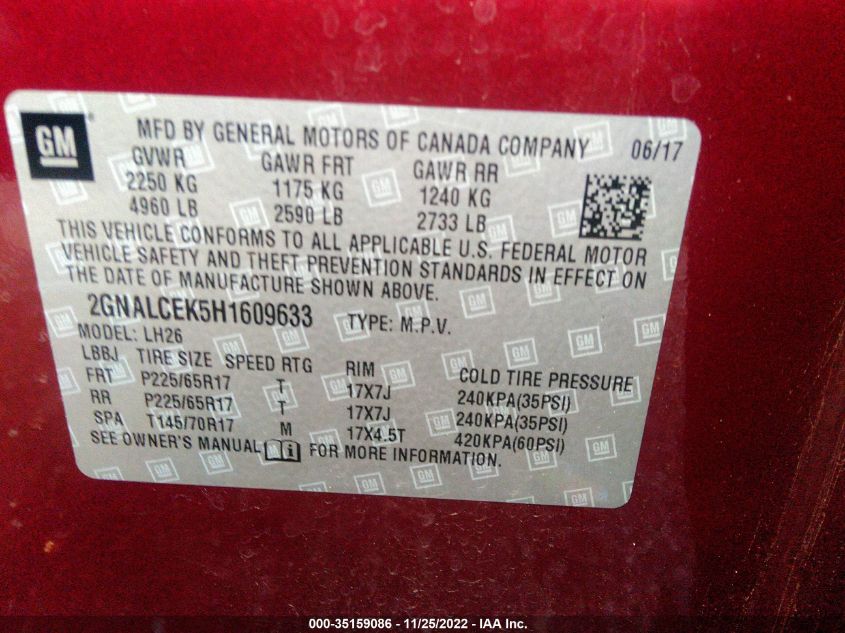 GM ® MFD BY GENERAL MOTORS OF CANADA COMPANY 06/17
GVWR GAWR FRT GAWR RR
2250 KG 1175 KG 1240 KG
4960 LB 2590 LB 2733 LB
THIS VEHICLE CONFORMS TO ALL APPLICABLE U.S. FEDERAL MOTOR
VEHICLE SAFETY AND THEFT PREVENTION STANDARDS IN EFFECT ON
THE DATE OF MANUFACTURE SHOWN ABOVE.
2GNALCEK5H1609633 TYPE: M.P.V.
MODEL: LH26
LBBJ TIRE SIZE SPEED RTG RIM COLD TIRE PRESSURE
FRT P225/65R17 T 17X7J 240KPA(35PSI)
RR P225/65R17 T 17X7J 240KPA(35PSI)
SPA T145/70R17 M 17X4.5T 420KPA(60PSI)
SEE OWNER'S MANUAL FOR MORE INFORMATION.
000-35159086 - 11/25/2022 - IAA Inc.